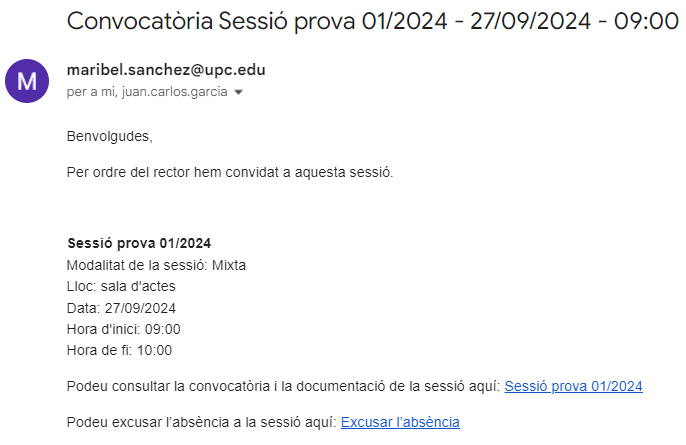 Convocatòria Sessió prova 01/2024 - 27/09/2024 - 09:00
M
maribel.sanchez@upc.edu
per a mi, juan.carlos.garcia
Benvolgudes,
Per ordre del rector hem convidat a aquesta sessió.
Sessió prova 01/2024
Modalitat de la sessió: Mixta
Lloc: sala d'actes
Data: 27/09/2024
Hora d'inici: 09:00
Hora de fi: 10:00
Podeu consultar la convocatòria i la documentació de la sessió aquí: Sessió prova 01/2024
Podeu excusar l’absència a la sessió aquí: Excusar l’absència